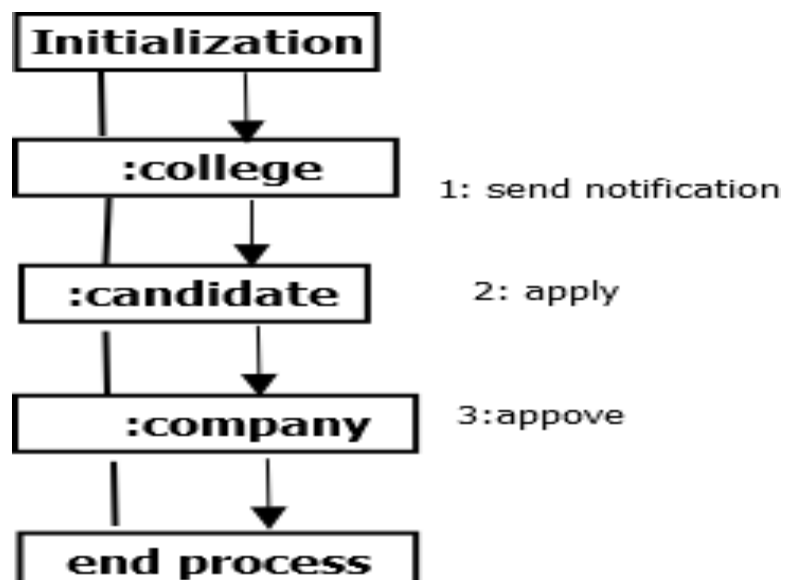 Initialization
:college
1: send notification
:candidate
2: apply
:company
3:appove
end process